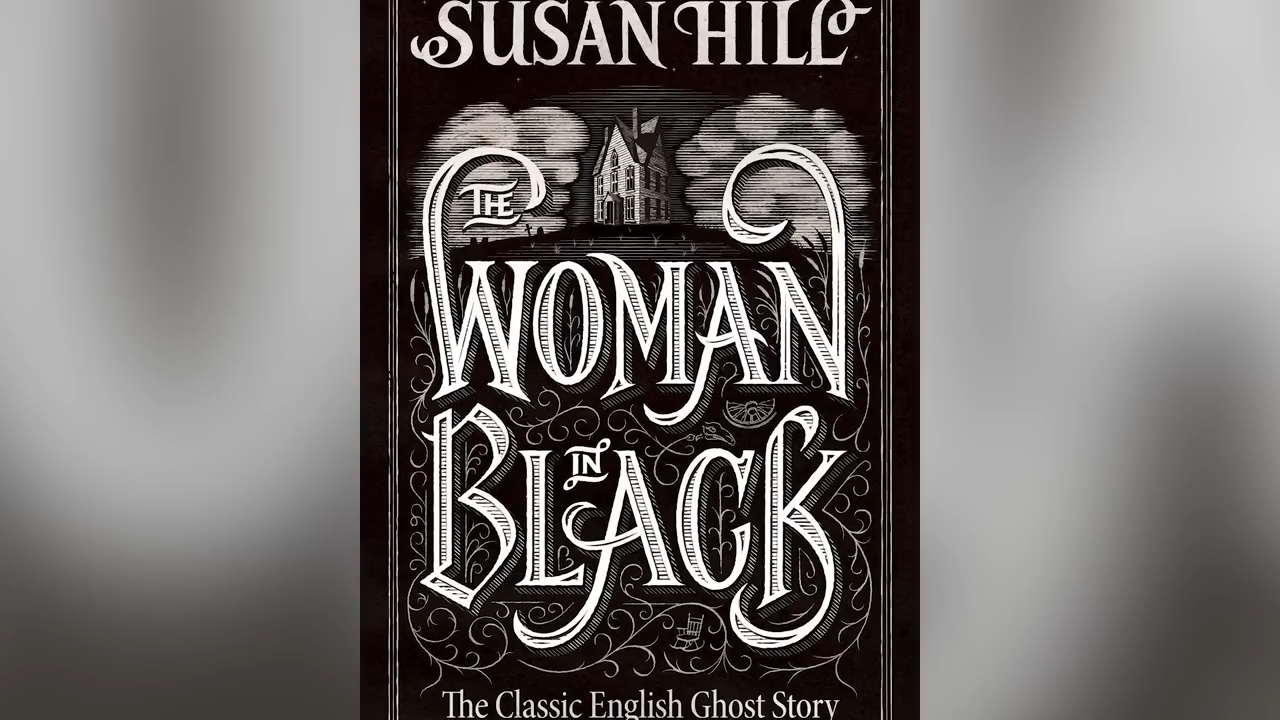 SUSAN HILL
THE
WOMAN
IN
BLACK
The Classic English Ghost Story